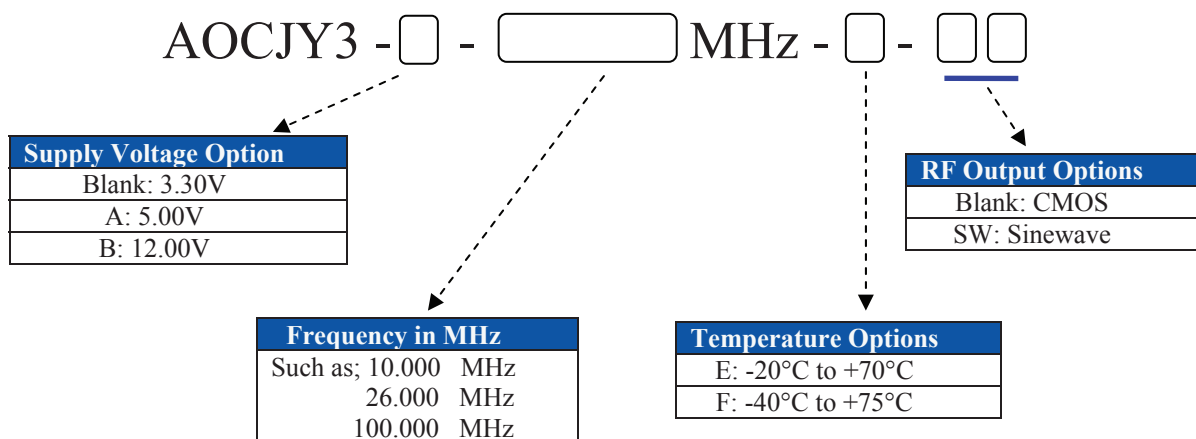 AOCJY3 - - MHz - -
Supply Voltage Option
Blank: 3.30V
A: 5.00V
B: 12.00V
RF Output Options
Blank: CMOS
SW: Sinewave
Frequency in MHz
Such as; 10.000 MHz
26.000 MHz
100.000 MHz
Temperature Options
E: -20°C to +70°C
F: -40°C to +75°C